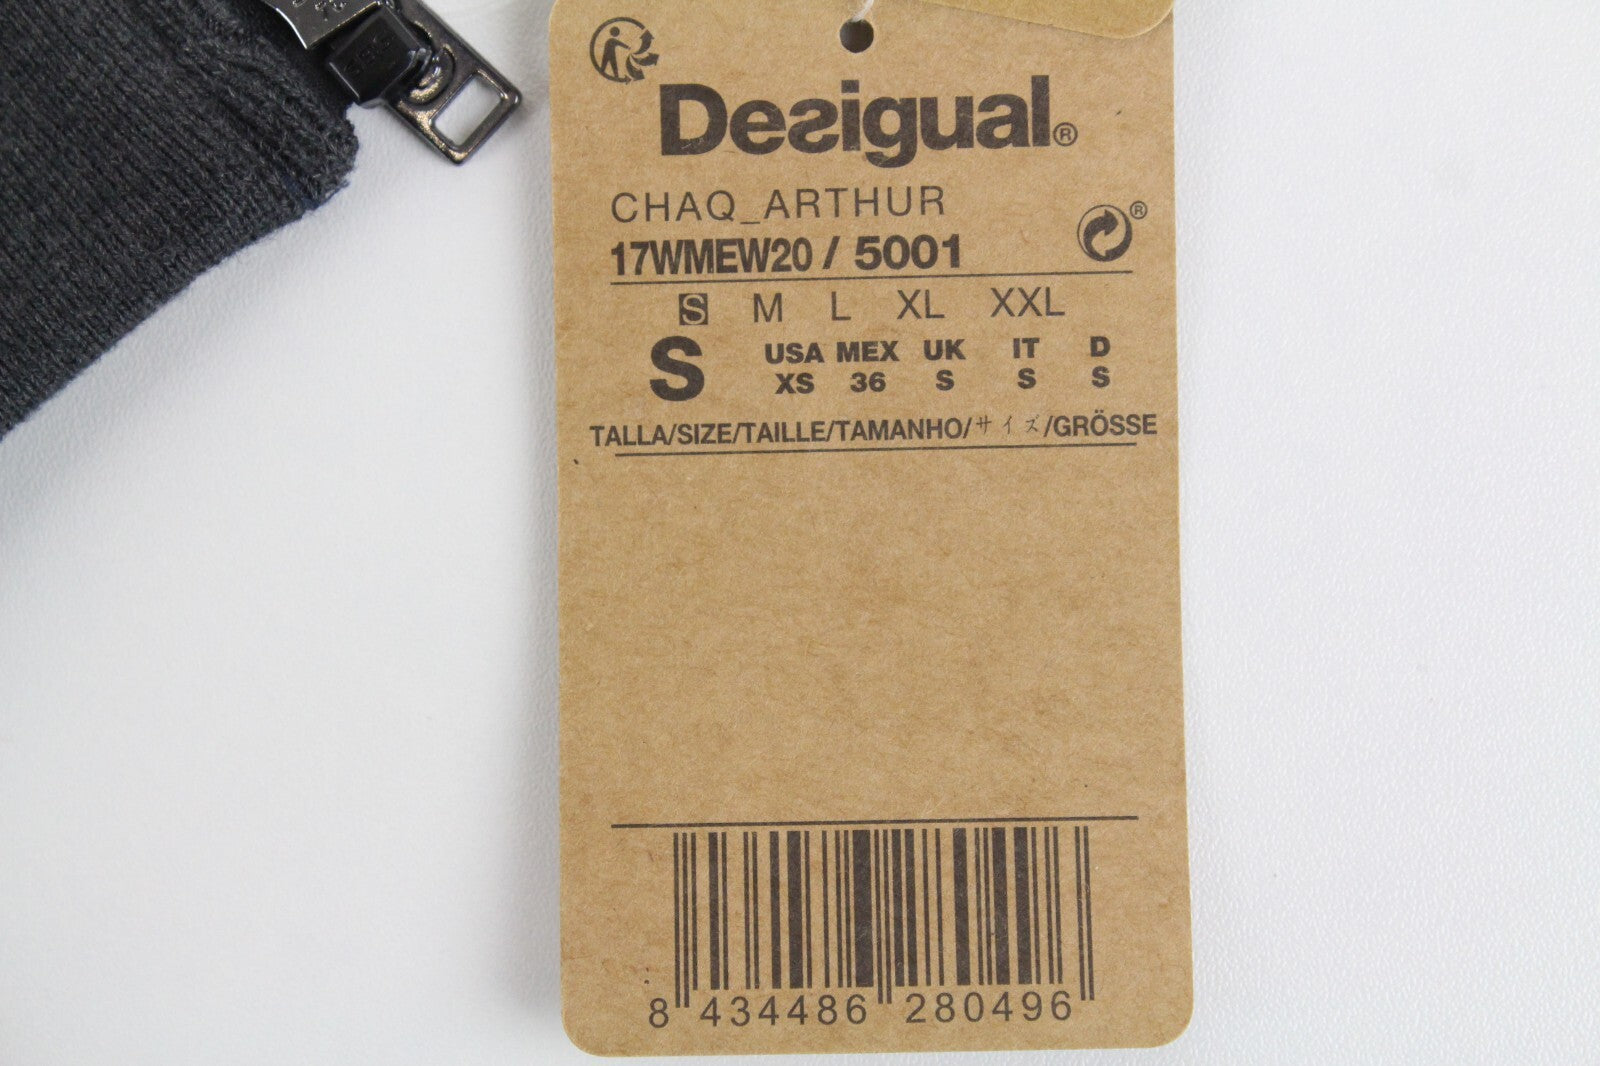 Desigual®
CHAQ_ARTHUR
®
17WMEW20 / 5001
S M L XL XXL
S USA MEX UK IT D
XS 36 S S S
TALLA/SIZE/TAILLE/TAMANHO/サイズ/GRÖSSE
8 434486 280496